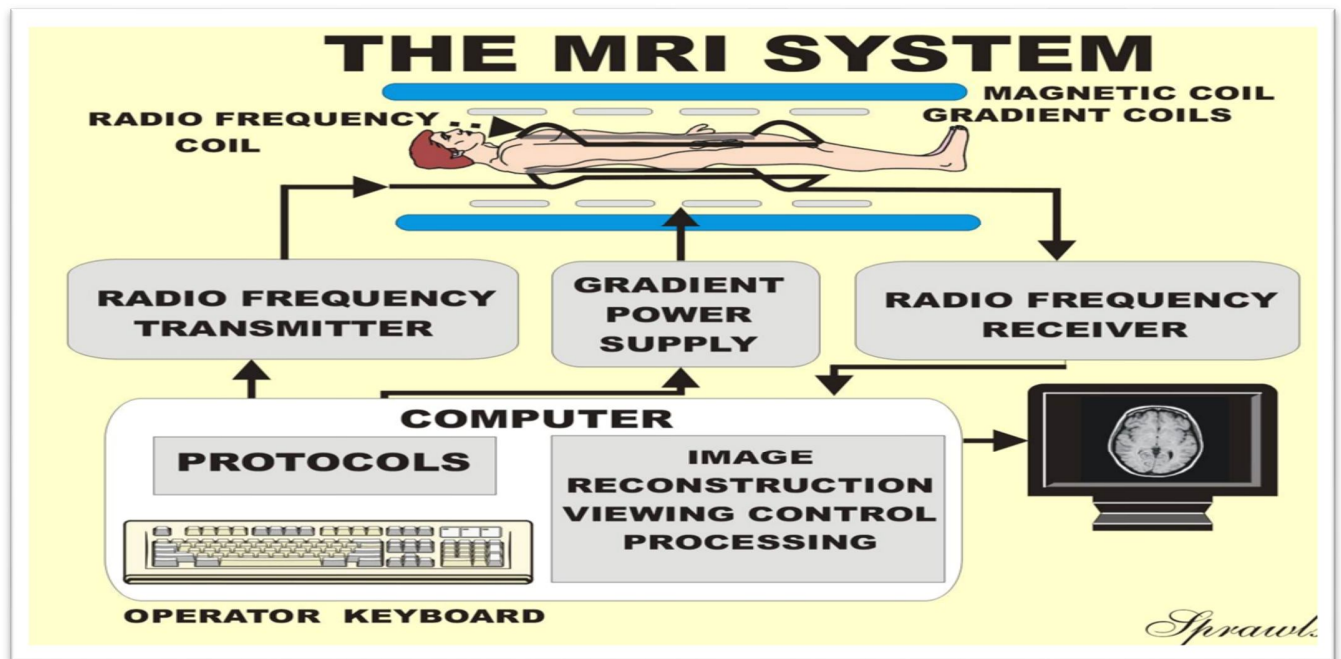 THE MRI SYSTEM
MAGNETIC COIL
RADIO FREQUENCY
COIL
GRADIENT COILS
RADIO FREQUENCY
TRANSMITTER
GRADIENT
POWER
SUPPLY
RADIO FREQUENCY
RECEIVER
COMPUTER
PROTOCOLS
IMAGE
RECONSTRUCTION
VIEWING CONTROL
PROCESSING
OPERATOR KEYBOARD
Sprawls